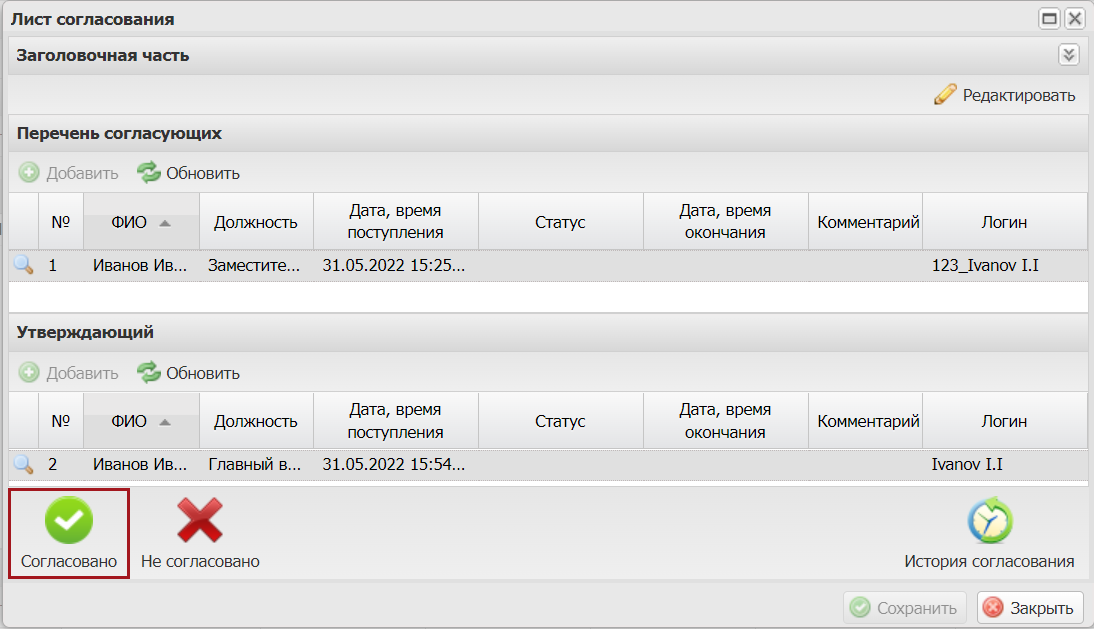 Лист согласования
Заголовочная часть
Редактировать
Перечень согласующих
Добавить Обновить
№ ФИО Должность Дата, время поступления Статус Дата, время окончания Комментарий Логин
1 Иванов Ив... Заместите... 31.05.2022 15:25... 123_Ivanov I.I
Утверждающий
Добавить Обновить
№ ФИО Должность Дата, время поступления Статус Дата, время окончания Комментарий Логин
2 Иванов Ив... Главный в... 31.05.2022 15:54... Ivanov I.I
Согласовано Не согласовано История согласования
Сохранить Закрыть